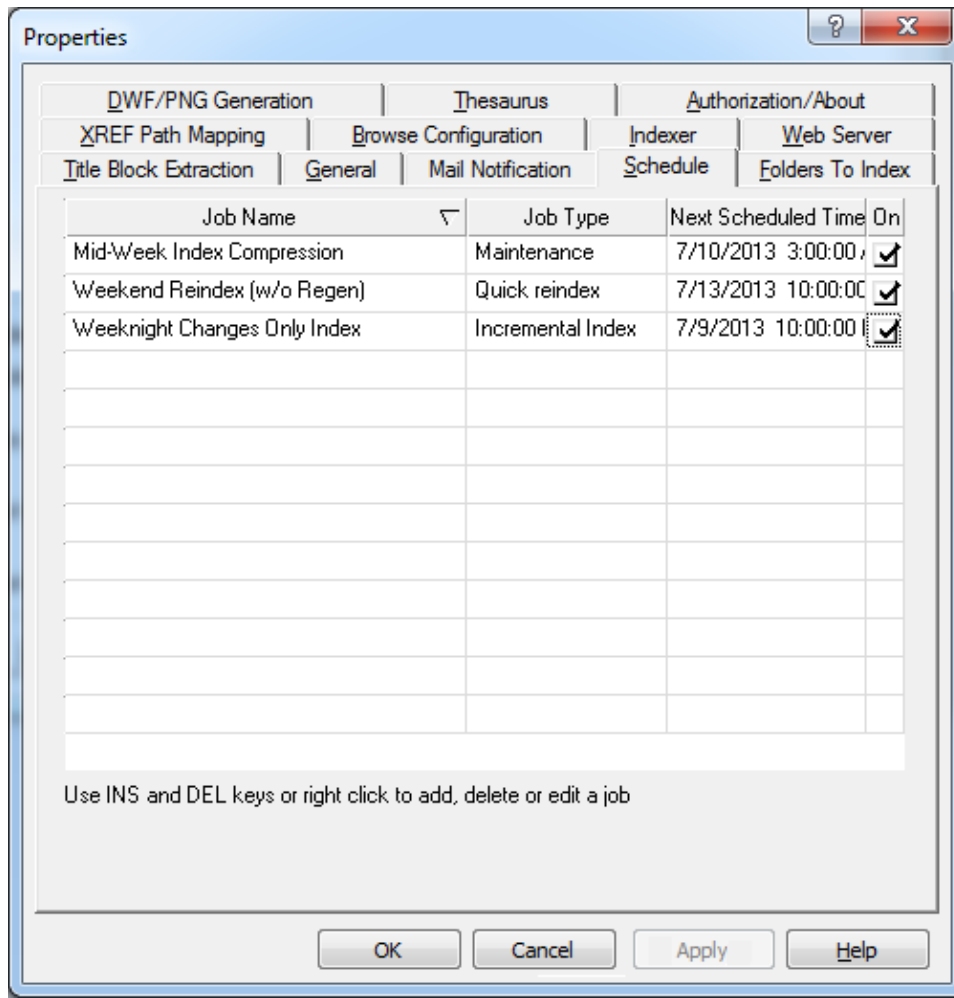 Properties
DWF/PNG Generation Thesaurus Authorization/About
XREF Path Mapping Browse Configuration Indexer Web Server
Title Block Extraction General Mail Notification Schedule Folders To Index
Job Name Job Type Next Scheduled Time On
Mid-Week Index Compression Maintenance 7/10/2013 3:00:00
Weekend Reindex (w/o Regen) Quick reindex 7/13/2013 10:00:00
Weeknight Changes Only Index Incremental Index 7/9/2013 10:00:00
Use INS and DEL keys or right click to add, delete or edit a job
OK Cancel Apply Help